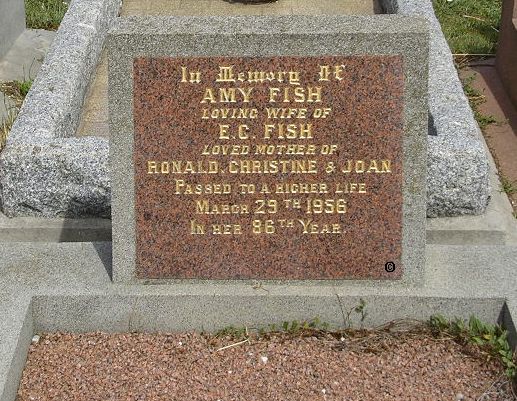 In Memory Of
AMY FISH
LOVING WIFE OF
E.C. FISH
LOVED MOTHER OF
RONALD, CHRISTINE & JOAN
PASSED TO A HIGHER LIFE
MARCH 29TH 1956
IN HER 86TH YEAR.